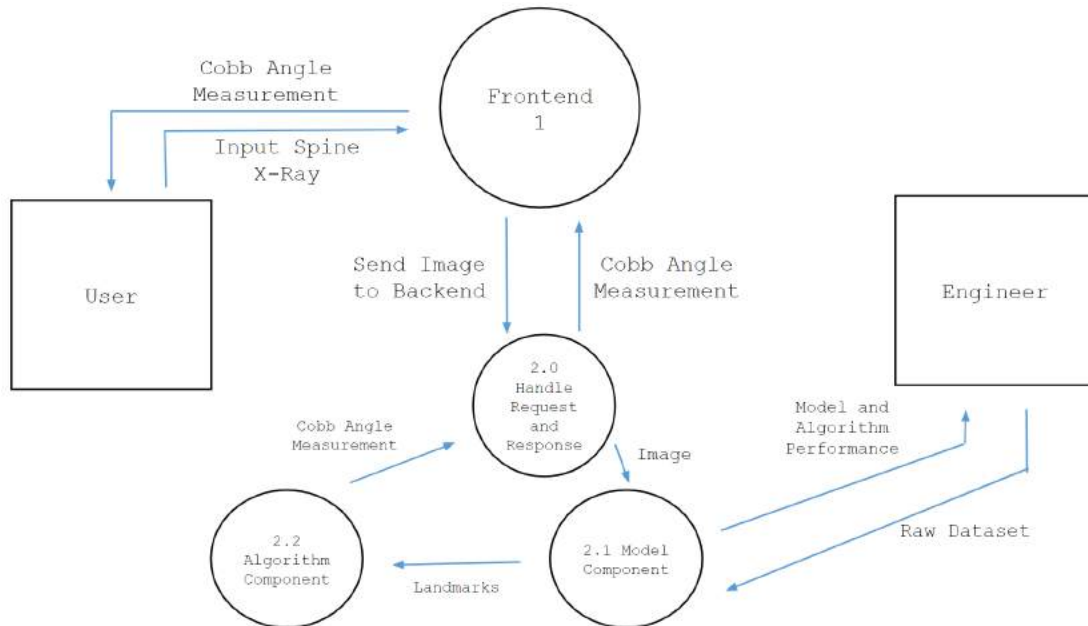 Cobb Angle
Measurement
Frontend
1
Input Spine
X-Ray
User
Send Image
to Backend
Cobb Angle
Measurement
Engineer
2.0
Handle
Request
and
Response
Cobb Angle
Measurement
Image
Model and
Algorithm
Performance
2.2
Algorithm
Component
Landmarks
2.1 Model
Component
Raw Dataset